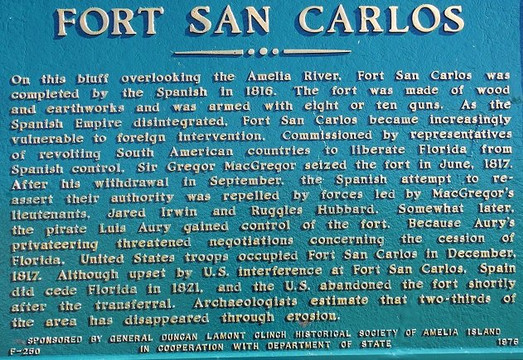 FORT SAN CARLOS
On this bluff overlooking the Amelia River, Fort San Carlos was
completed by the Spanish in 1816. The fort was made of wood
and earthworks and was armed with eight or ten guns. As the
Spanish Empire disintegrated, Fort San Carlos became increasingly
vulnerable to foreign intervention. Commissioned by representatives
of revolting South American countries to liberate Florida from
Spanish control, Sir Gregor MacGregor seized the fort in June, 1817.
After his withdrawal in September, the Spanish attempt to re-
assert their authority was repelled by forces led by MacGregor's
lieutenants, Jared Irwin and Ruggles Hubbard. Somewhat later,
the pirate Luis Aury gained control of the fort. Because Aury's
privateering threatened negotiations concerning the cession of
Florida, United States troops occupied Fort San Carlos in December,
1817. Although upset by U.S. interference at Fort San Carlos, Spain
did cede Florida in 1821, and the U.S. abandoned the fort shortly
after the transferral. Archaeologists estimate that two-thirds of
the area has disappeared through erosion.
SPONSORED BY GENERAL DUNCAN LAMONT CLINCH HISTORICAL SOCIETY OF AMELIA ISLAND
F-250 IN COOPERATION WITH DEPARTMENT OF STATE 1976